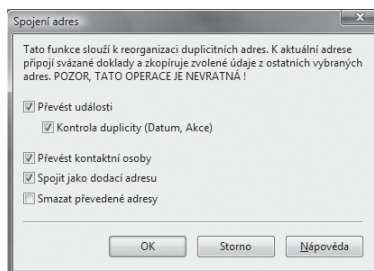 Spojení adres
Tato funkce slouží k reorganizaci duplicitních adres. K aktuální adrese
připojí svázané doklady a zkopíruje zvolené údaje z ostatních vybraných
adres. POZOR, TATO OPERACE JE NEVRATNÁ !
Převést události
Kontrola duplicity (Datum, Akce)
Převést kontaktní osoby
Spojit jako dodací adresu
Smazat převedené adresy
OK Storno Nápověda